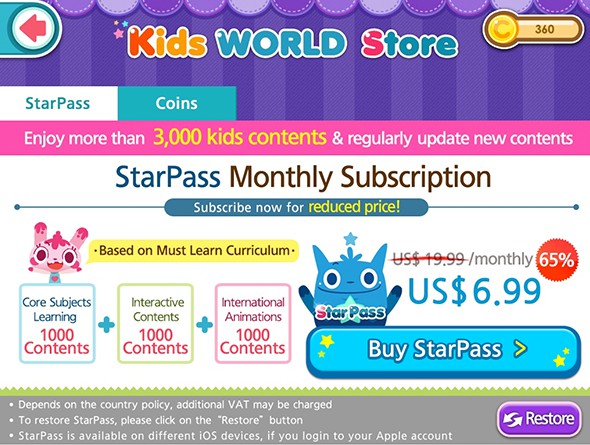 Kids WORLD Store
360
StarPass
Coins
Enjoy more than 3,000 kids contents & regularly update new contents
StarPass Monthly Subscription
Subscribe now for reduced price!
·Based on Must Learn Curriculum·
Core Subjects
Learning
1000
Contents
+
Interactive
Contents
1000
Contents
+
International
Animations
1000
Contents
StarPass
US$ 19.99 /monthly
65%
US$ 6.99
Buy StarPass >
• Depends on the country policy, additional VAT may be charged
• To restore StarPass, please click on the "Restore" button
• StarPass is available on different iOS devices, if you login to your Apple account
Restore